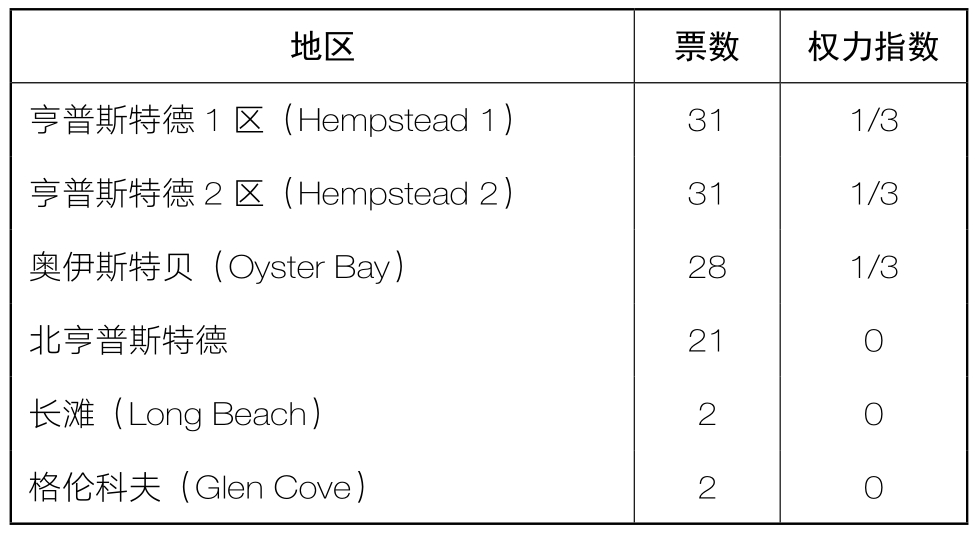 地区 票数 权力指数
亨普斯特德 1 区（Hempstead 1） 31 1/3
亨普斯特德 2 区（Hempstead 2） 31 1/3
奥伊斯特贝（Oyster Bay） 28 1/3
北亨普斯特德 21 0
长滩（Long Beach） 2 0
格伦科夫（Glen Cove） 2 0